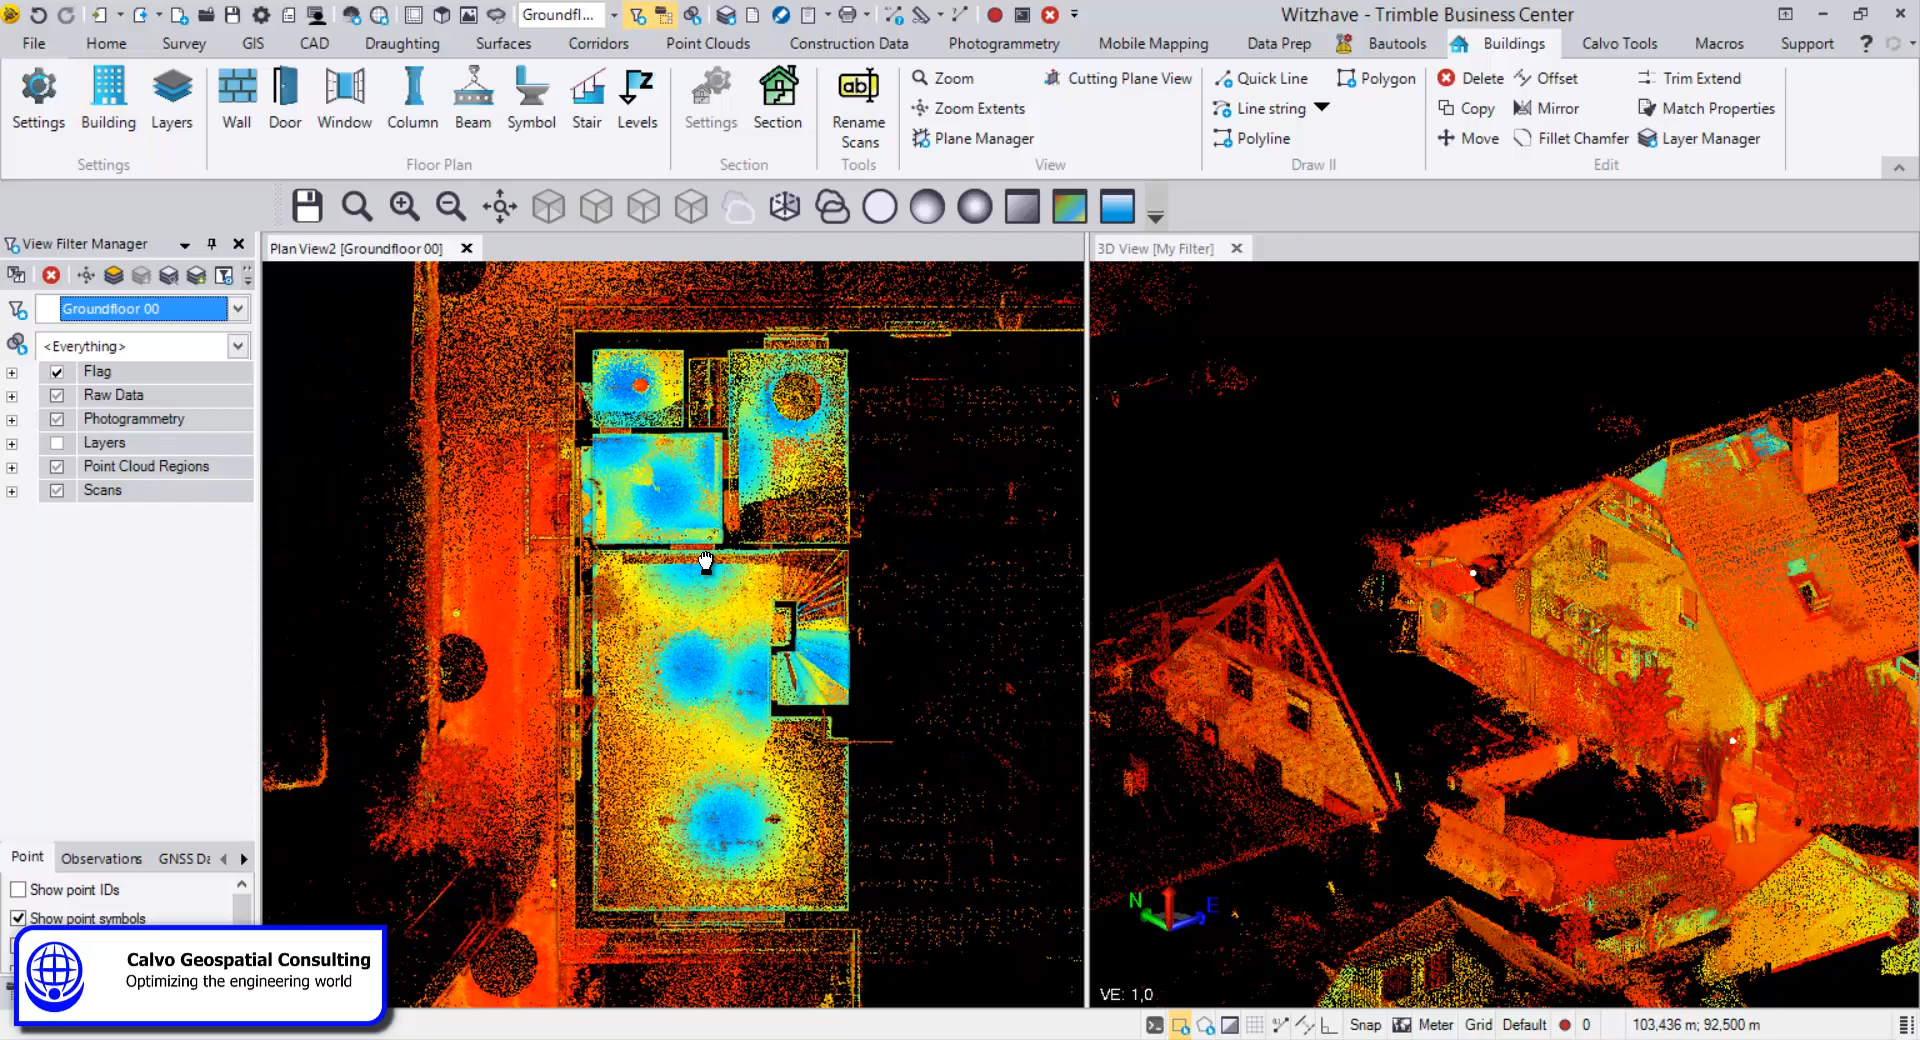 Groundfl...
Witzhave - Trimble Business Center
File Home Survey GIS CAD Draughting Surfaces Corridors Point Clouds Construction Data Photogrammetry Mobile Mapping Data Prep Bautools Buildings Calvo Tools Macros Support
Settings Building Layers Wall Door Window Column Beam Symbol Stair Levels Settings Section Rename Scans
Zoom Cutting Plane View Quick Line Polygon Delete Offset Trim Extend
Zoom Extents Line string Copy Mirror Match Properties
Plane Manager Polyline Move Fillet Chamfer Layer Manager
Settings Floor Plan Section Tools View Draw II Edit
View Filter Manager
Plan View2 [Groundfloor 00]
3D View [My Filter]
Groundfloor 00
<Everything>
Flag
Raw Data
Photogrammetry
Layers
Point Cloud Regions
Scans
Point Observations GNSS Da
Show point IDs
Show point symbols
Calvo Geospatial Consulting
Optimizing the engineering world
N E
VE: 1,0
Snap Meter Grid Default 0 103,436 m; 92,500 m